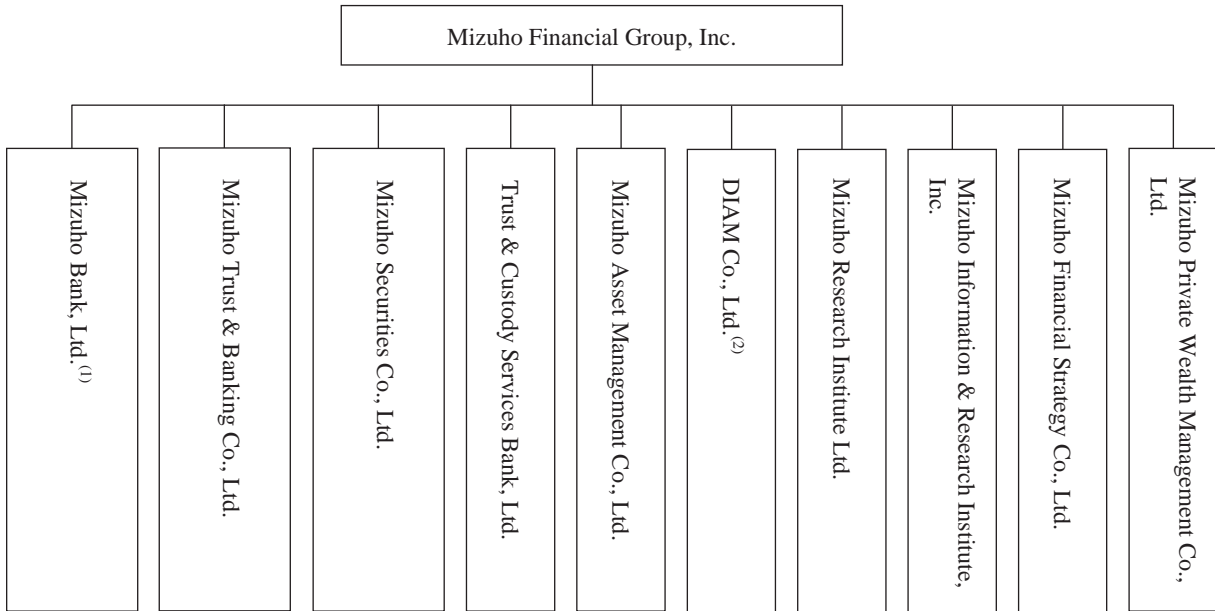 Mizuho Financial Group, Inc.
Mizuho Bank, Ltd.(1)
Mizuho Trust & Banking Co., Ltd.
Mizuho Securities Co., Ltd.
Trust & Custody Services Bank, Ltd.
Mizuho Asset Management Co., Ltd.
DIAM Co., Ltd.(2)
Mizuho Research Institute Ltd.
Mizuho Information & Research Institute,
Inc.
Mizuho Financial Strategy Co., Ltd.
Mizuho Private Wealth Management Co.,
Ltd.